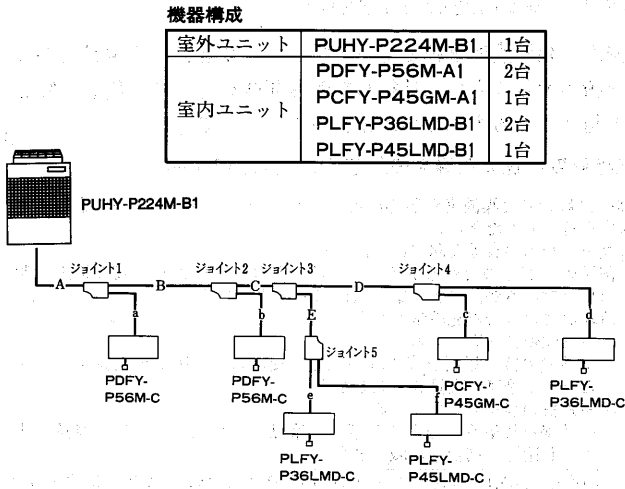 機器構成
室外ユニット PUHY-P224M-B1 1台
室内ユニット
PDFY-P56M-A1 2台
PCFY-P45GM-A1 1台
PLFY-P36LMD-B1 2台
PLFY-P45LMD-B1 1台
PUHY-P224M-B1
ジョイント1
ジョイント2
ジョイント3
ジョイント4
A
B
C
D
a
b
E
c
d
ジョイント5
PDFY-
P56M-C
PDFY-
P56M-C
PCFY-
P45GM-C
PLFY-
P36LMD-C
e
f
PLFY-
P36LMD-C
PLFY-
P45LMD-C